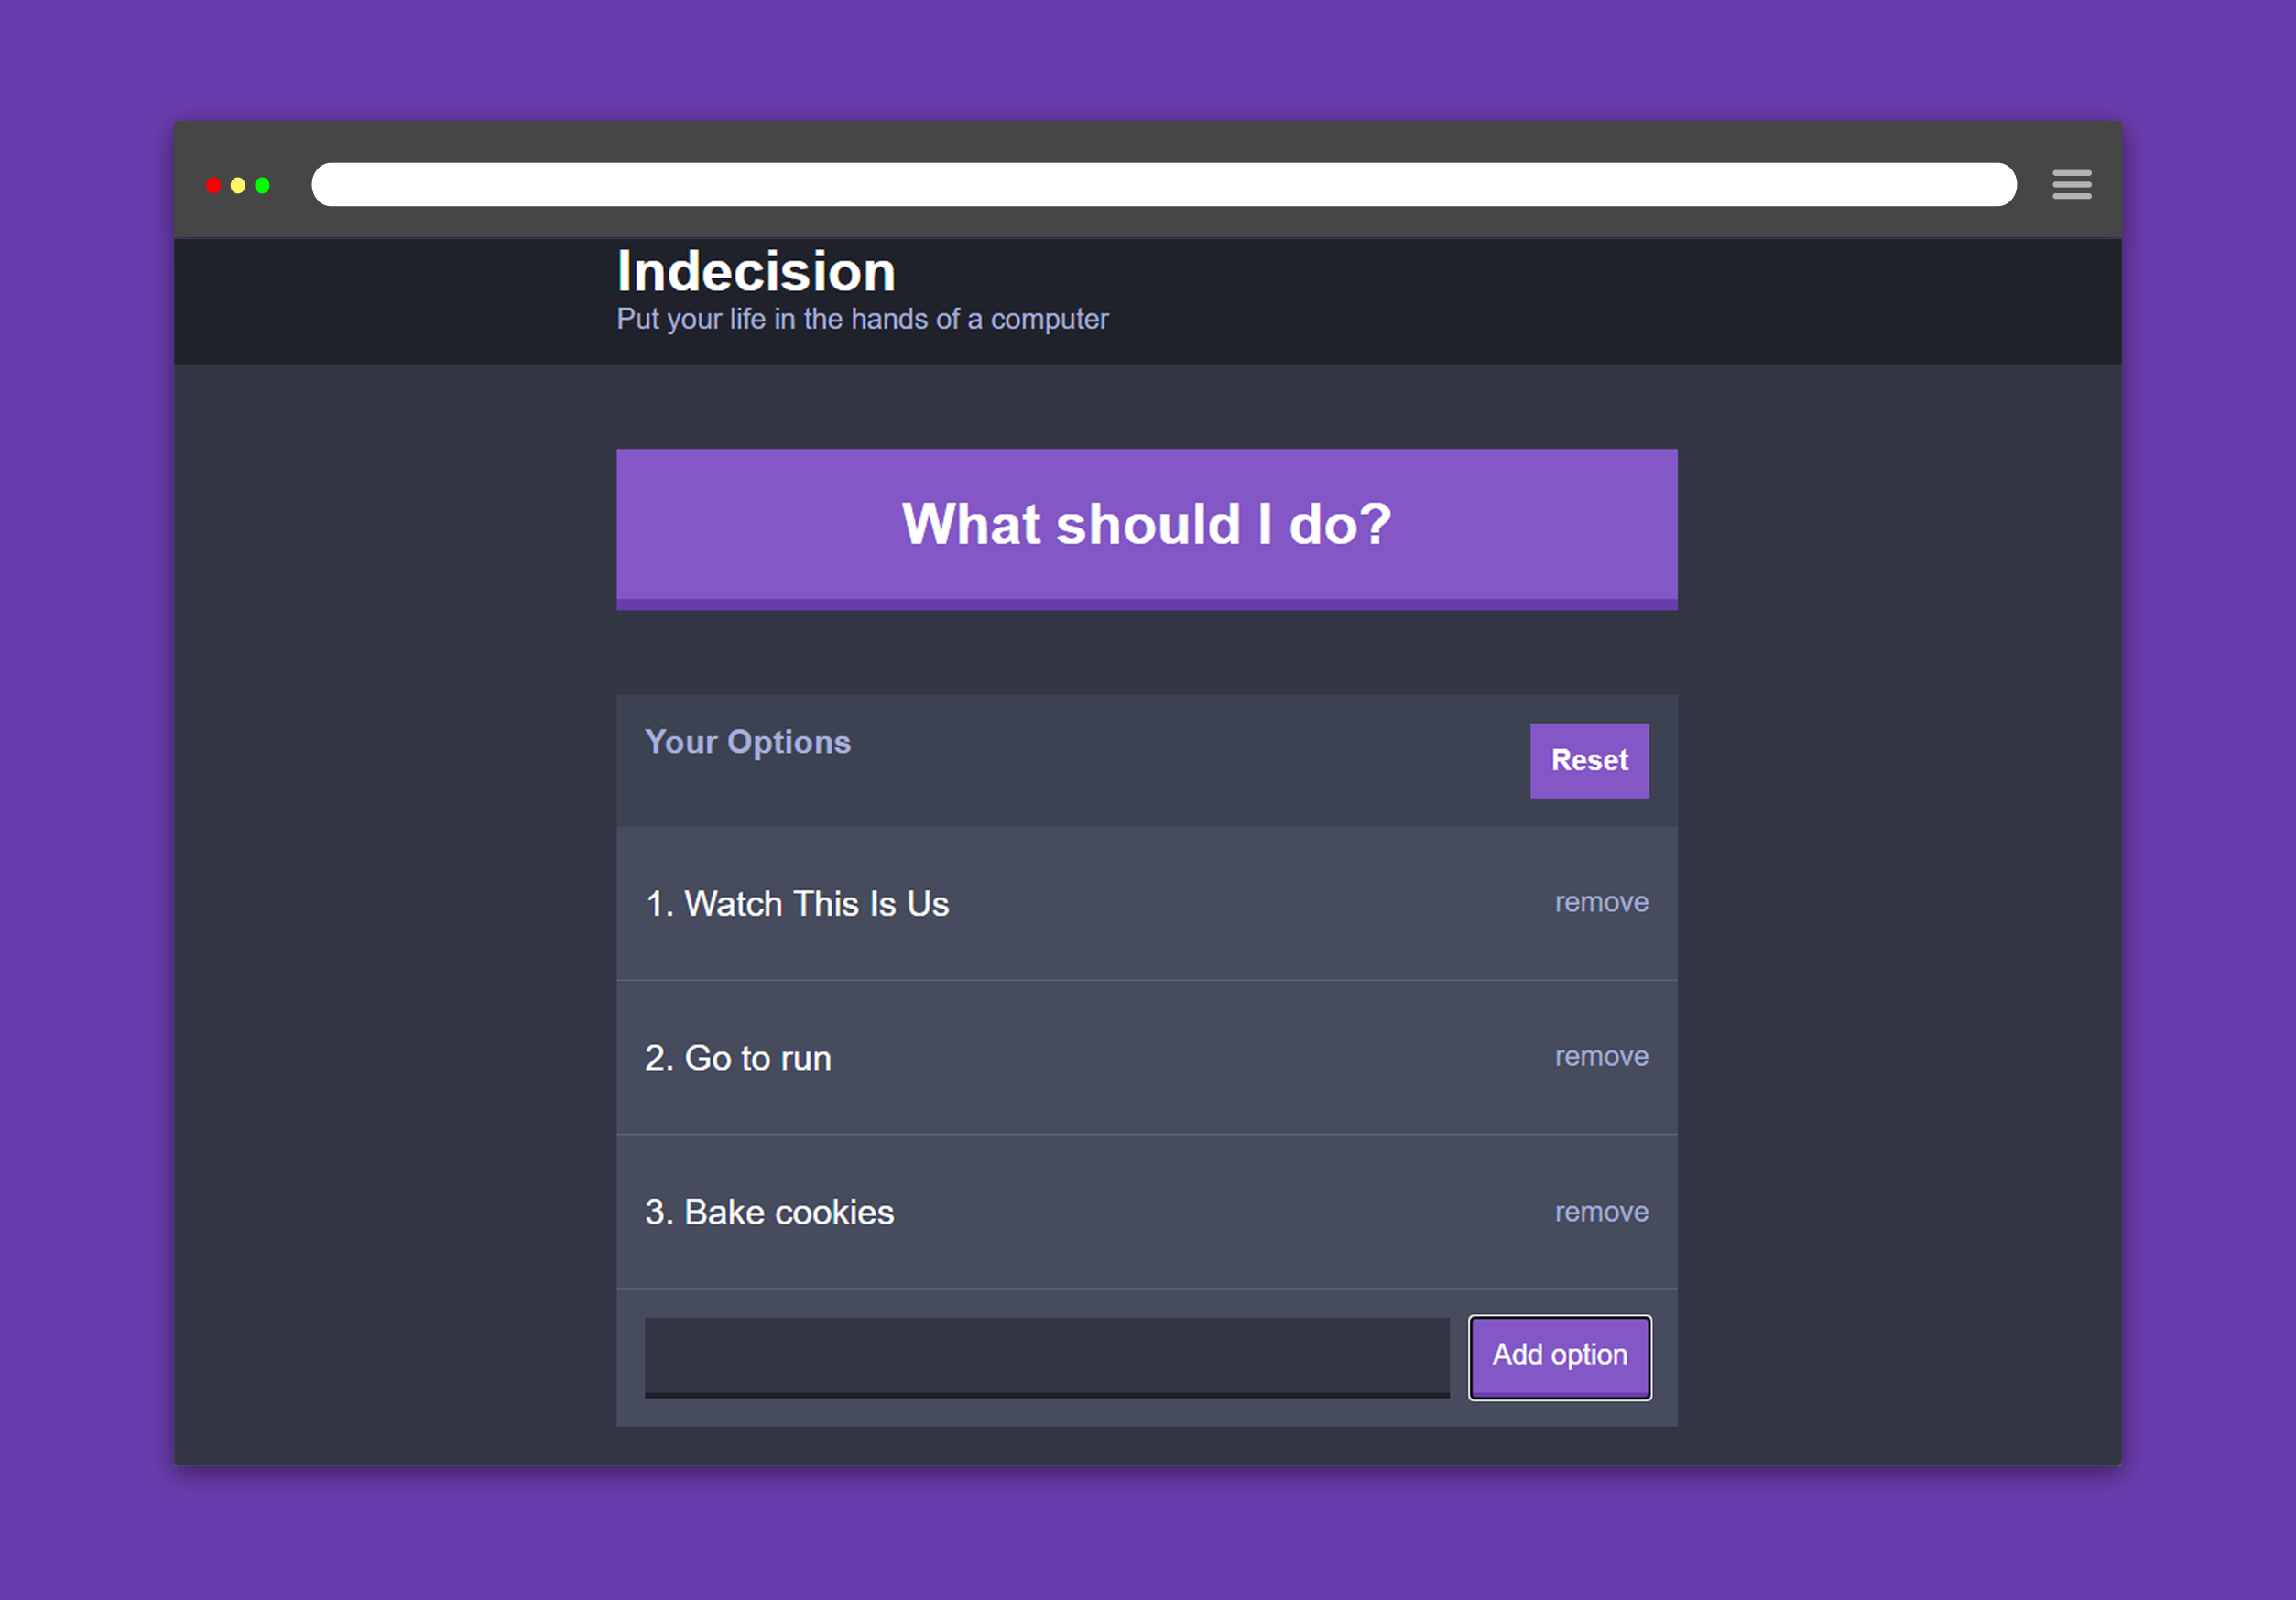 Indecision
Put your life in the hands of a computer
What should I do?
Your Options
Reset
1. Watch This Is Us
remove
2. Go to run
remove
3. Bake cookies
remove
Add option